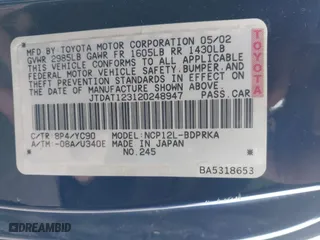 MFD. BY TOYOTA MOTOR CORPORATION 05/02
GVWR 2985LB GAWR FR 1605LB RR 1430LB
THIS VEHICLE CONFORMS TO ALL APPLICABLE
FEDERAL MOTOR VEHICLE SAFETY, BUMPER, AND
THEFT PREVENTION STANDARDS IN EFFECT ON
THE DATE OF MANUFACTURE SHOWN ABOVE.
JTDAT123120248947 PASS.CAR
TOYOTA
C/TR 8P4/YC90 MODEL NCP12L-BDPRKA
A/TM -08A/U340E MADE IN JAPAN
NO.245
BA5318653